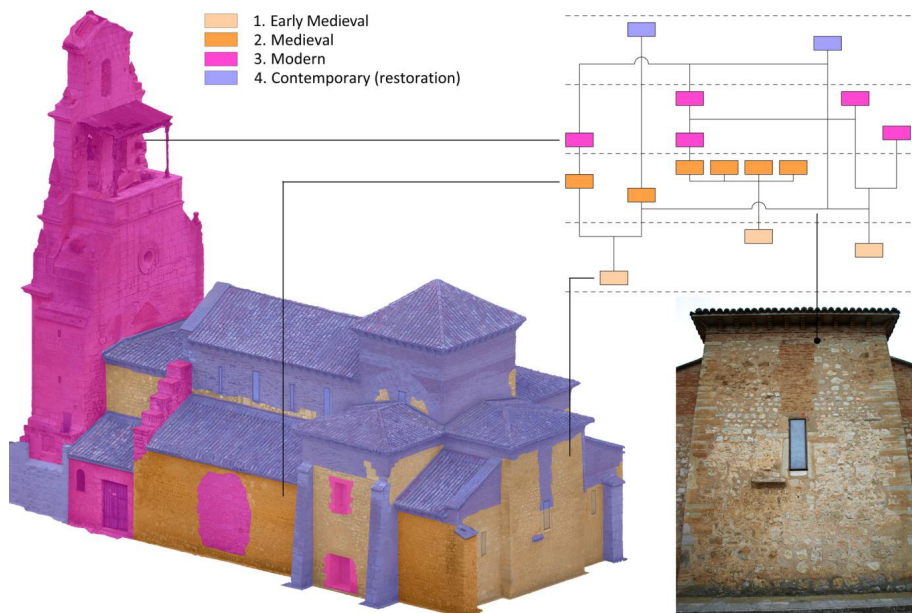 1. Early Medieval
2. Medieval
3. Modern
4. Contemporary (restoration)